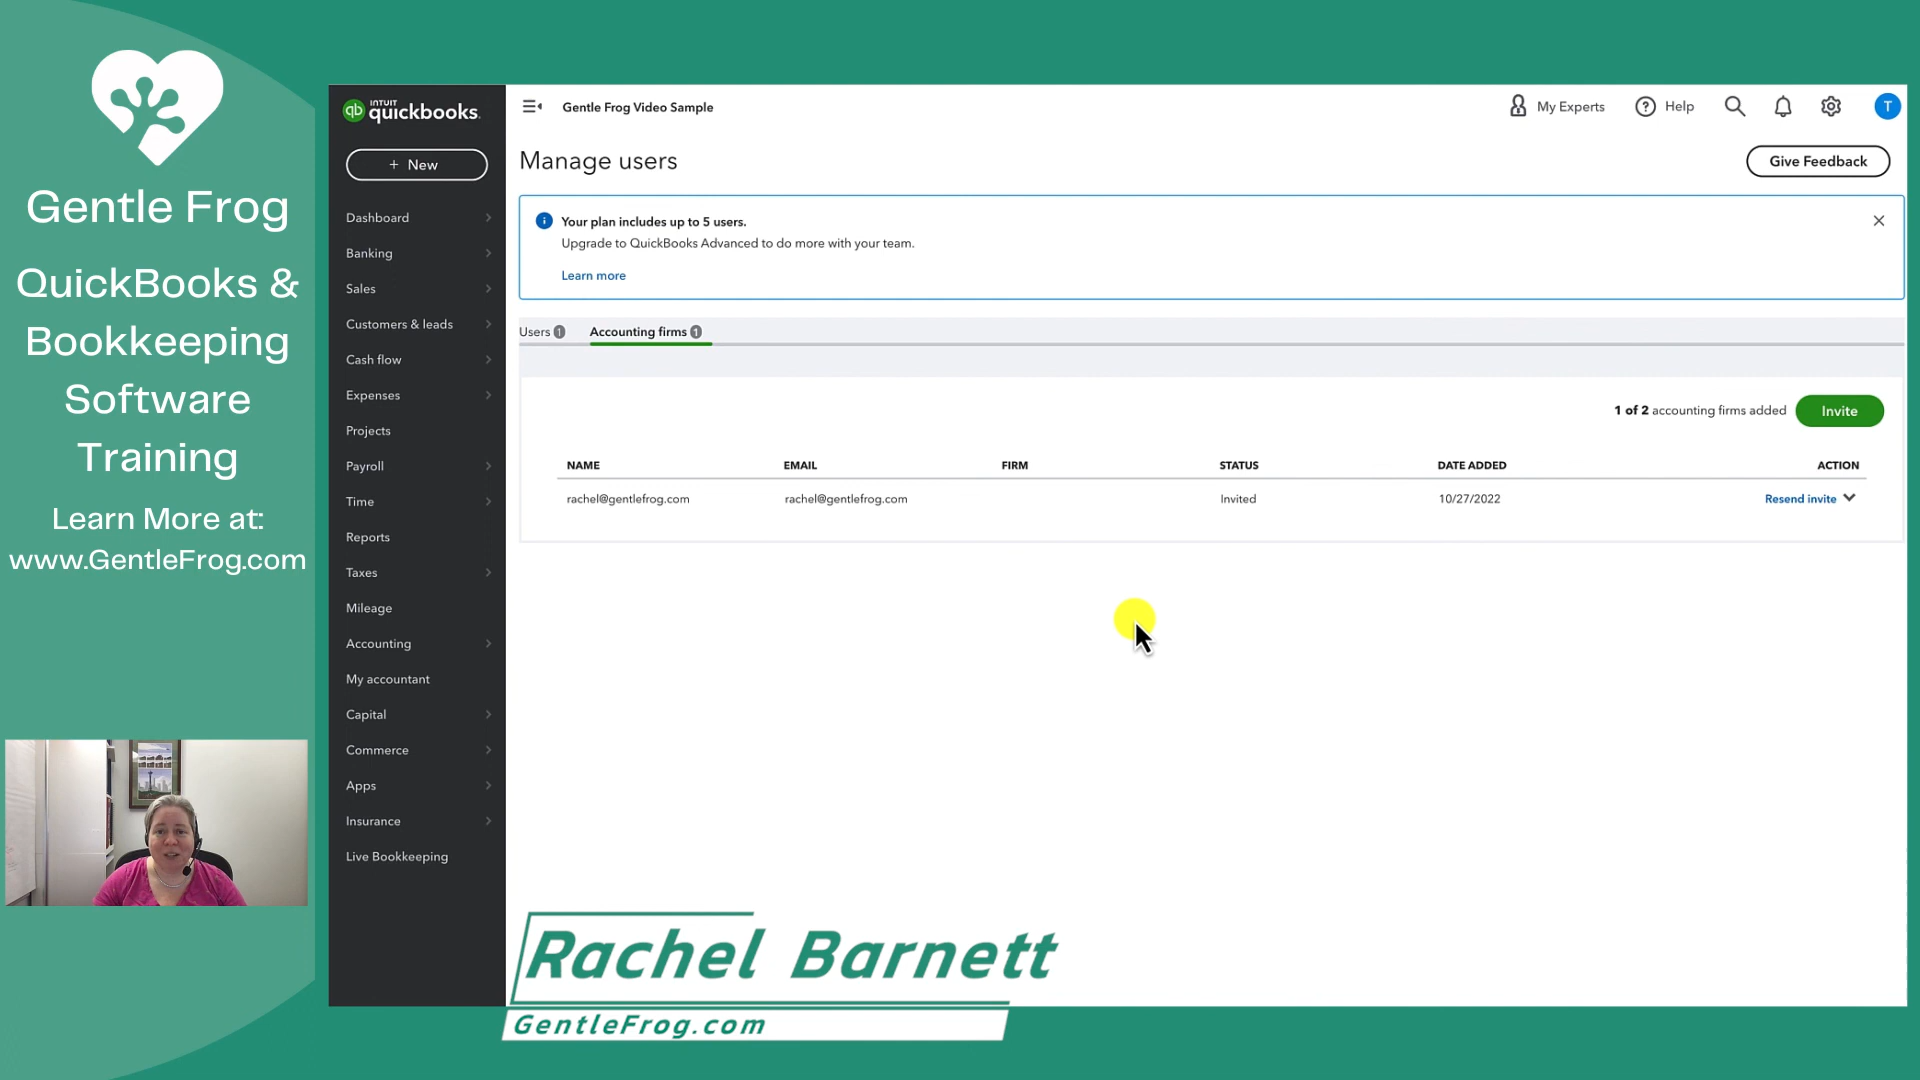 Gentle Frog
QuickBooks &
Bookkeeping
Software
Training
Learn More at:
www.GentleFrog.com
qb INTUIT quickbooks.
+ New
Dashboard
Banking
Sales
Customers & leads
Cash flow
Expenses
Projects
Payroll
Time
Reports
Taxes
Mileage
Accounting
My accountant
Capital
Commerce
Apps
Insurance
Live Bookkeeping
Gentle Frog Video Sample
My Experts
Help
T
Manage users
Give Feedback
Your plan includes up to 5 users.
Upgrade to QuickBooks Advanced to do more with your team.
Learn more
Users 1 Accounting firms 1
1 of 2 accounting firms added Invite
NAME EMAIL FIRM STATUS DATE ADDED ACTION
rachel@gentlefrog.com rachel@gentlefrog.com Invited 10/27/2022 Resend invite
Rachel Barnett
GentleFrog.com